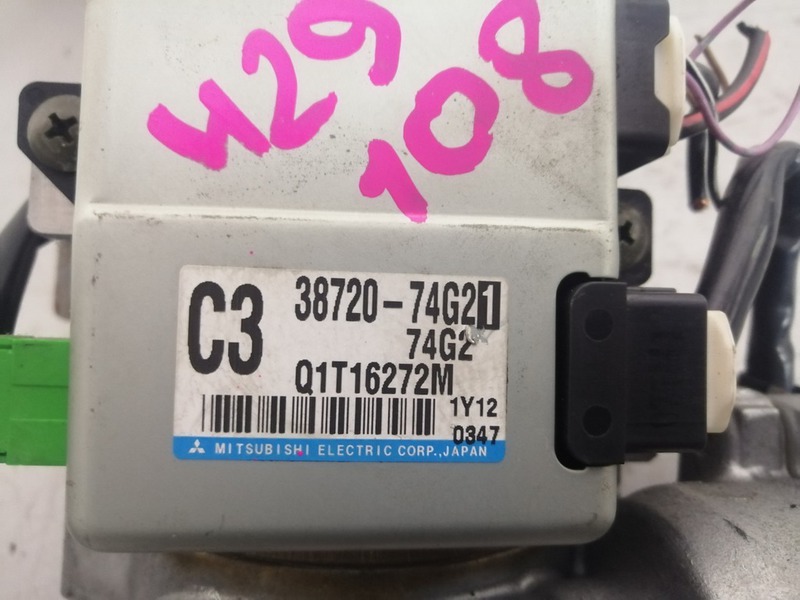 429
108
C3
38720-74G21
74G2
Q1T16272M
1Y12
0347
MITSUBISHI ELECTRIC CORP.,JAPAN